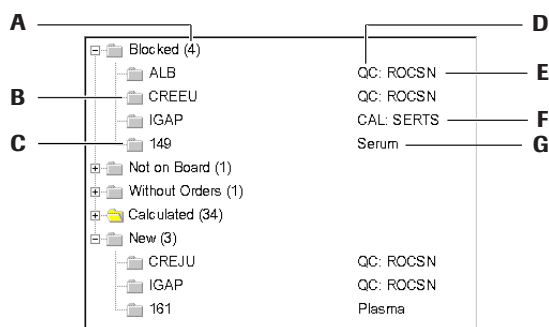 A
D
Blocked (4)
ALB QC: ROCSN E
B CREEU QC: ROCSN
IGAP CAL: SERTS F
C 149 Serum G
Not on Board (1)
Without Orders (1)
Calculated (34)
New (3)
CREJU QC: ROCSN
IGAP QC: ROCSN
161 Plasma